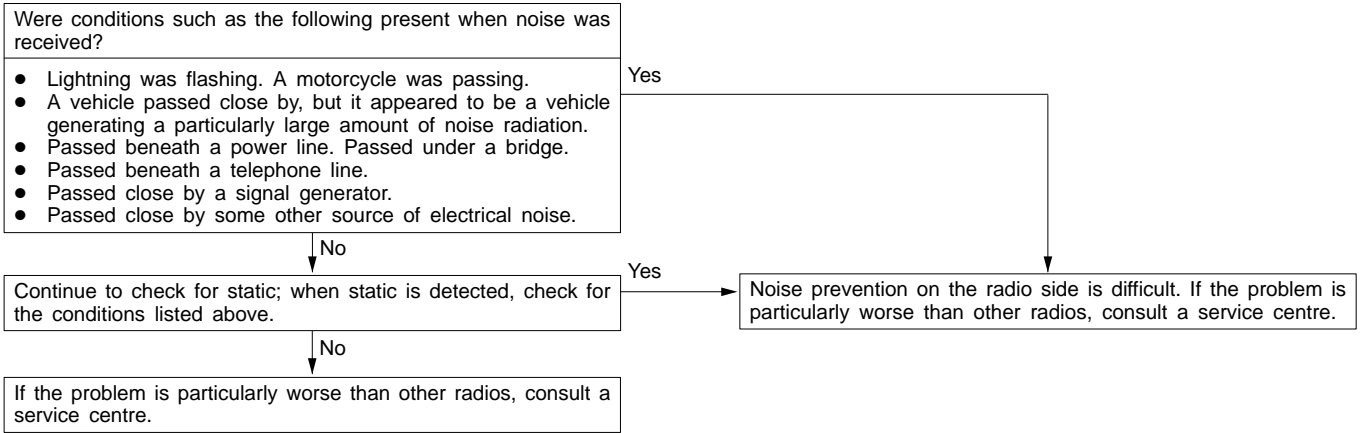 Were conditions such as the following present when noise was
received?
● Lightning was flashing. A motorcycle was passing.
● A vehicle passed close by, but it appeared to be a vehicle
generating a particularly large amount of noise radiation.
● Passed beneath a power line. Passed under a bridge.
● Passed beneath a telephone line.
● Passed close by a signal generator.
● Passed close by some other source of electrical noise.
Yes
No
Continue to check for static; when static is detected, check for
the conditions listed above.
Yes
Noise prevention on the radio side is difficult. If the problem is
particularly worse than other radios, consult a service centre.
No
If the problem is particularly worse than other radios, consult a
service centre.